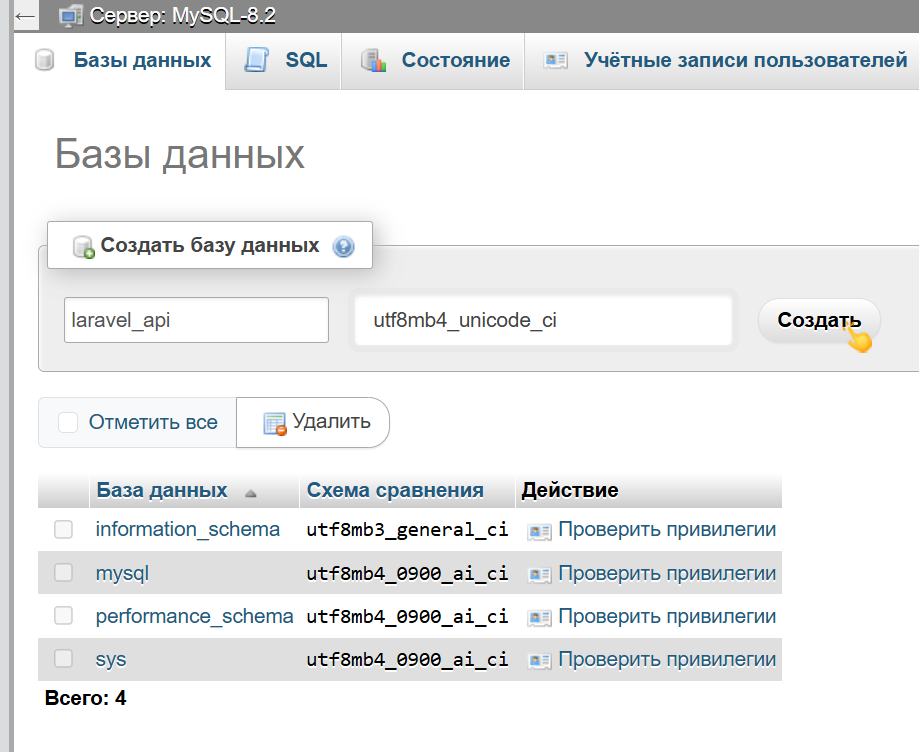 Сервер: MySQL-8.2
Базы данных SQL Состояние Учётные записи пользователей
Базы данных
Создать базу данных
laravel_api utf8mb4_unicode_ci Создать
Отметить все Удалить
База данных Схема сравнения Действие
information_schema utf8mb3_general_ci Проверить привилегии
mysql utf8mb4_0900_ai_ci Проверить привилегии
performance_schema utf8mb4_0900_ai_ci Проверить привилегии
sys utf8mb4_0900_ai_ci Проверить привилегии
Всего: 4